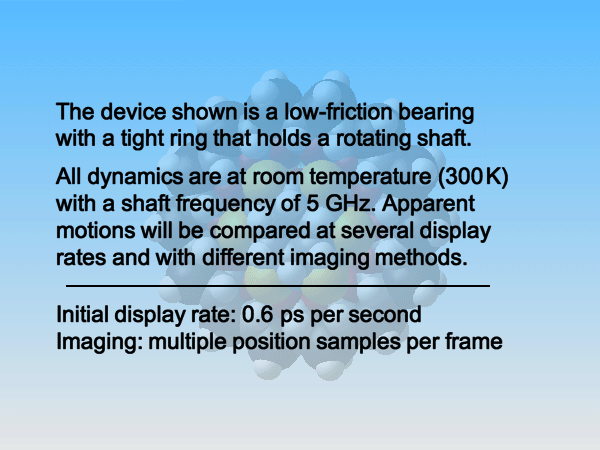 The device shown is a low-friction bearing
with a tight ring that holds a rotating shaft.
All dynamics are at room temperature (300 K)
with a shaft frequency of 5 GHz. Apparent
motions will be compared at several display
rates and with different imaging methods.
Initial display rate: 0.6 ps per second
Imaging: multiple position samples per frame